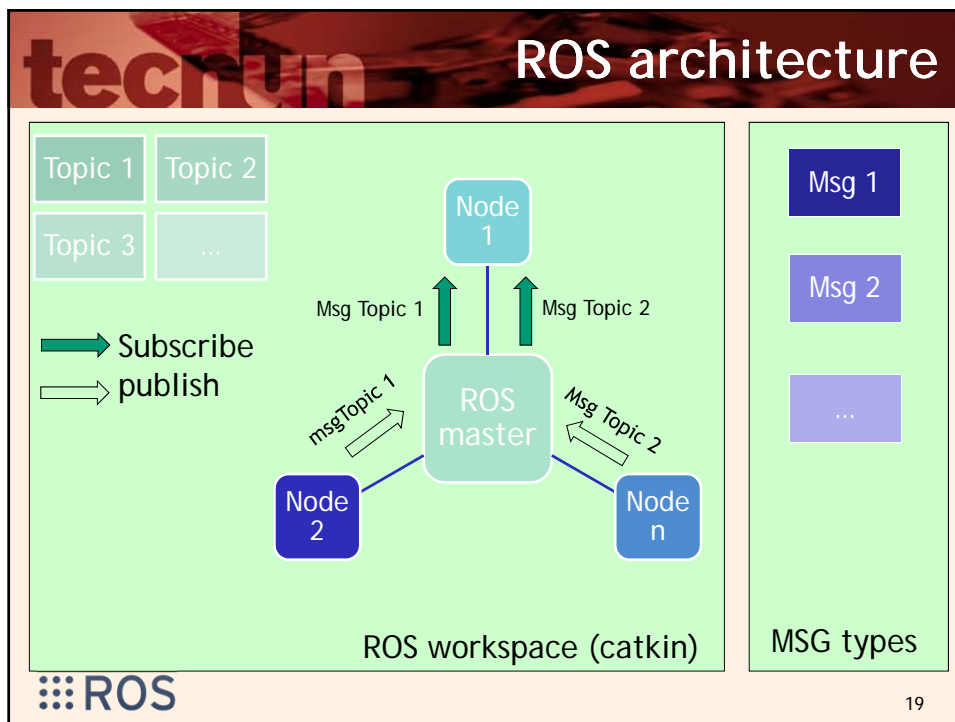 tecnun
ROS architecture
Topic 1
Topic 2
Topic 3
...
Subscribe
publish
Node
1
Msg Topic 1
Msg Topic 2
ROS
master
msgTopic 1
Msg Topic 2
Node
2
Node
n
ROS workspace (catkin)
Msg 1
Msg 2
...
MSG types
ROS
19